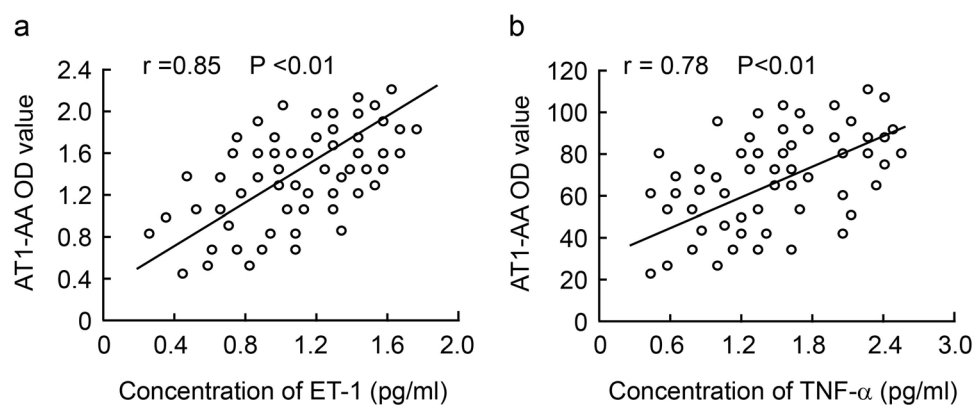 a
r =0.85 P <0.01
AT1-AA OD value
2.4
2.0
1.6
1.2
0.8
0.4
0
0 0.4 0.8 1.2 1.6 2.0
Concentration of ET-1 (pg/ml)
b
r = 0.78 P<0.01
AT1-AA OD value
120
100
80
60
40
20
0
0 0.6 1.2 1.8 2.4 3.0
Concentration of TNF-α (pg/ml)